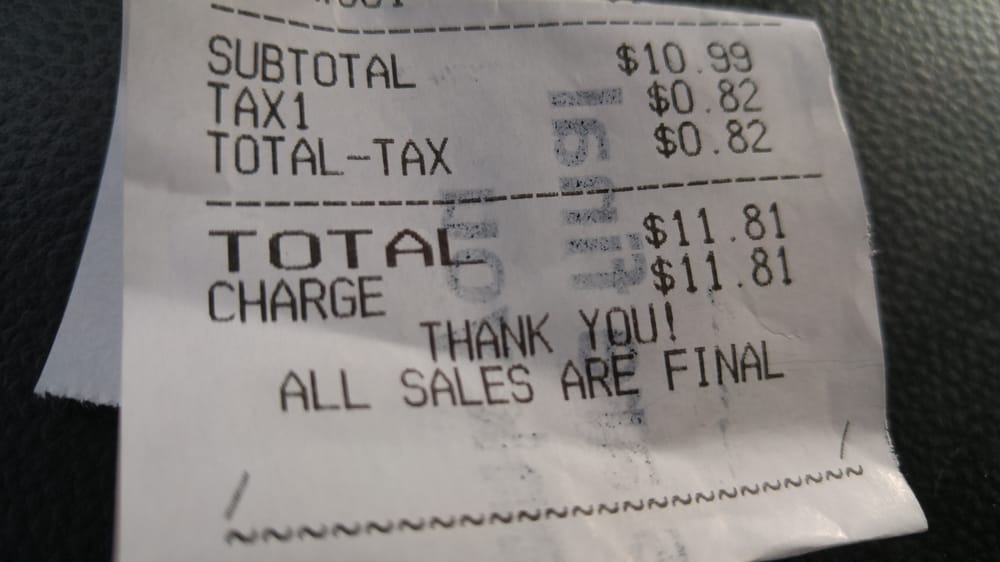 SUBTOTAL $10.99
TAX1 $0.82
TOTAL-TAX $0.82
TOTAL $11.81
CHARGE $11.81
THANK YOU!
ALL SALES ARE FINAL